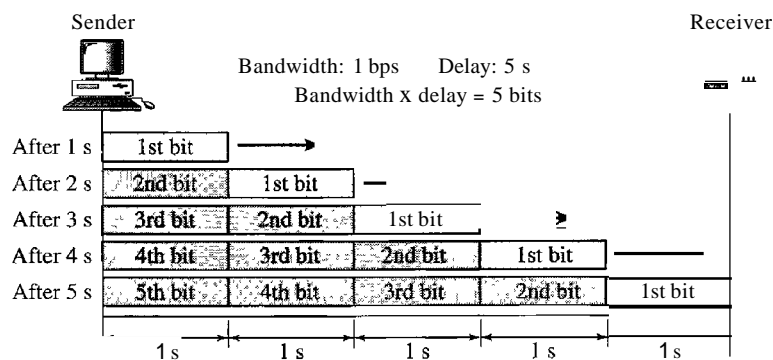 Sender Receiver
Bandwidth: 1 bps Delay: 5 s
Bandwidth x delay = 5 bits
After 1 s 1st bit
After 2 s 2nd bit 1st bit
After 3 s 3rd bit 2nd bit 1st bit
After 4 s 4th bit 3rd bit 2nd bit 1st bit
After 5 s 5th bit 4th bit 3rd bit 2nd bit 1st bit
1 s 1 s 1 s 1 s 1 s